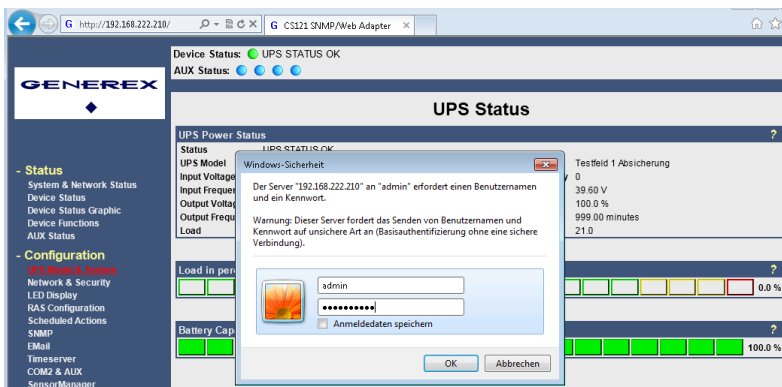 G http://192.168.222.210/
G CS121 SNMP/Web Adapter
Device Status: UPS STATUS OK
AUX Status:
GENEREX
UPS Status
UPS Power Status ?
Status UPS STATUS OK
UPS Model Testfeld 1 Absicherung
Input Voltage 0
Input Frequen 39.60 V
Output Voltag 100.0 %
Output Frequ 999.00 minutes
Load 21.0
Load in per ?
0.0 %
Battery Cap ?
100.0 %
- Status
System & Network Status
Device Status
Device Status Graphic
Device Functions
AUX Status
- Configuration
UPS Model & System
Network & Security
LED Display
RAS Configuration
Scheduled Actions
SNMP
EMail
Timeserver
COM2 & AUX
SensorManager
Windows-Sicherheit
Der Server "192.168.222.210" an "admin" erfordert einen Benutzernamen
und ein Kennwort.
Warnung: Dieser Server fordert das Senden von Benutzernamen und
Kennwort auf unsichere Art an (Basisauthentifizierung ohne eine sichere
Verbindung).
admin
●●●●●●●●●●
Anmeldedaten speichern
OK
Abbrechen